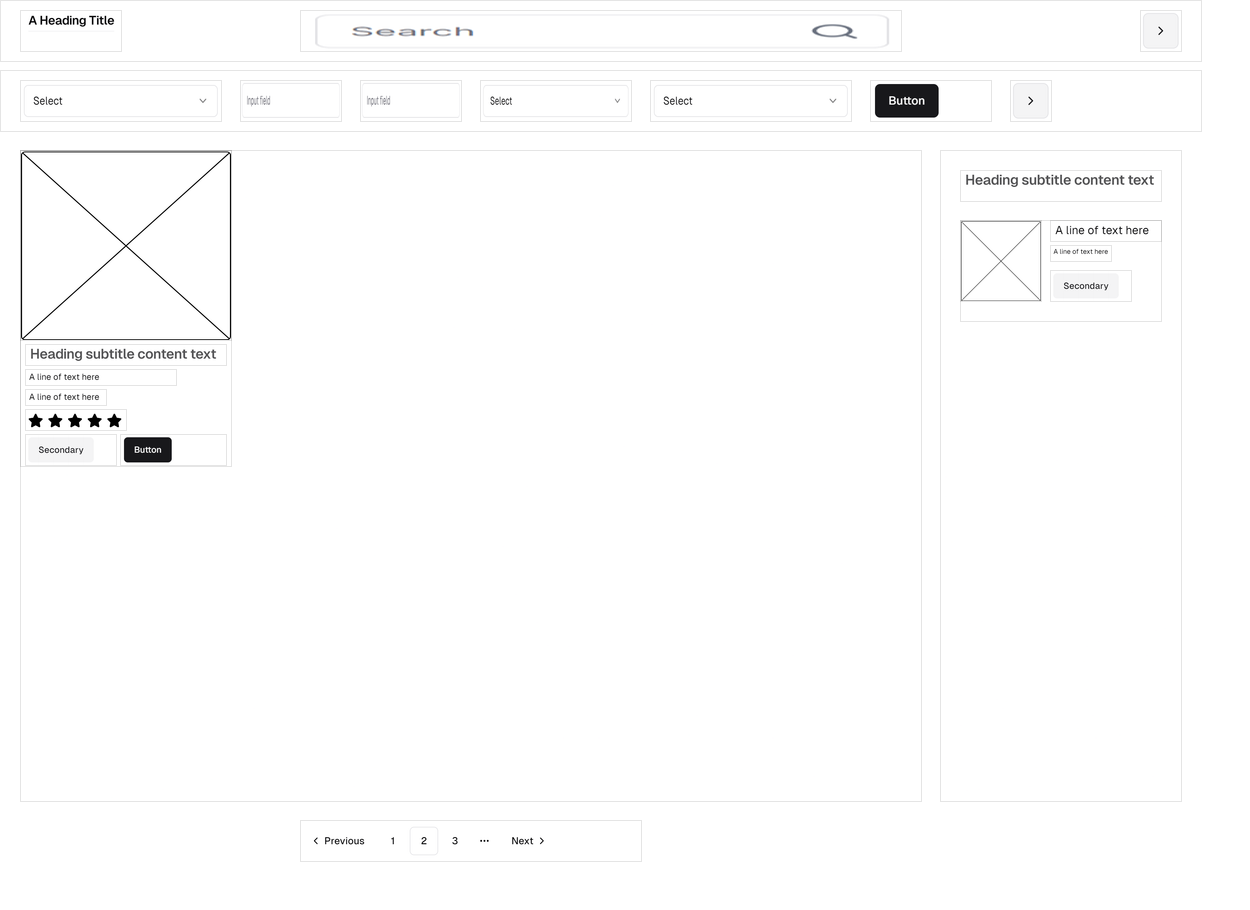 A Heading Title
Search
Select
Input field
Input field
Select
Select
Button
Heading subtitle content text
A line of text here
A line of text here
Secondary
Button
Heading subtitle content text
A line of text here
A line of text here
Secondary
Previous 1 2 3 ··· Next